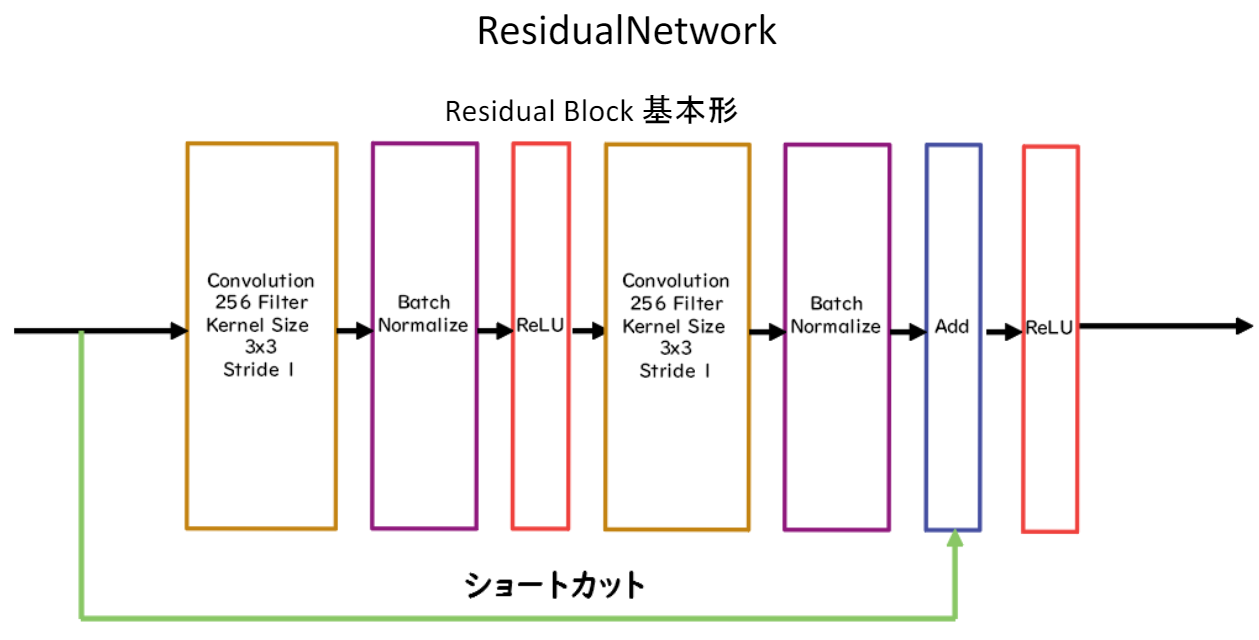 ResidualNetwork
Residual Block 基本形
Convolution
256 Filter
Kernel Size
3x3
Stride 1
Batch
Normalize
ReLU
Convolution
256 Filter
Kernel Size
3x3
Stride 1
Batch
Normalize
Add
ReLU
ショートカット